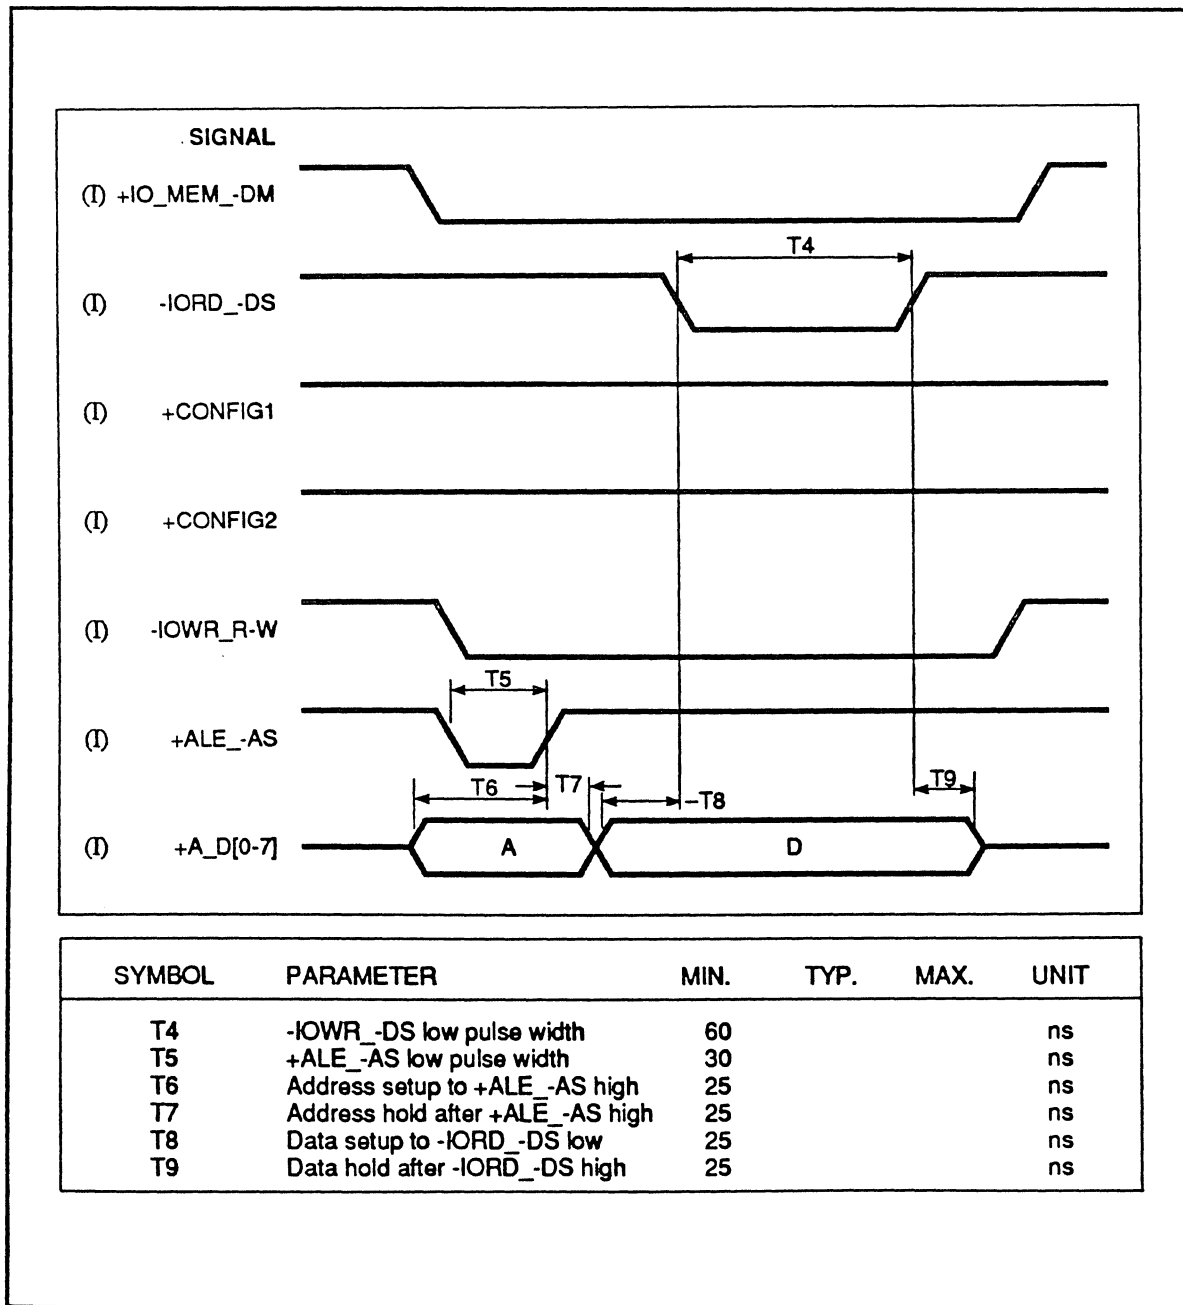 SIGNAL
(I) +IO_MEM_-DM
T4
(I) -IORD_-DS
(I) +CONFIG1
(I) +CONFIG2
(I) -IOWR_R-W
T5
(I) +ALE_-AS
T6 T7 T8 T9
(I) +A_D[0-7] A D
SYMBOL PARAMETER MIN. TYP. MAX. UNIT
T4 -IOWR_-DS low pulse width 60 ns
T5 +ALE_-AS low pulse width 30 ns
T6 Address setup to +ALE_-AS high 25 ns
T7 Address hold after +ALE_-AS high 25 ns
T8 Data setup to -IORD_-DS low 25 ns
T9 Data hold after -IORD_-DS high 25 ns